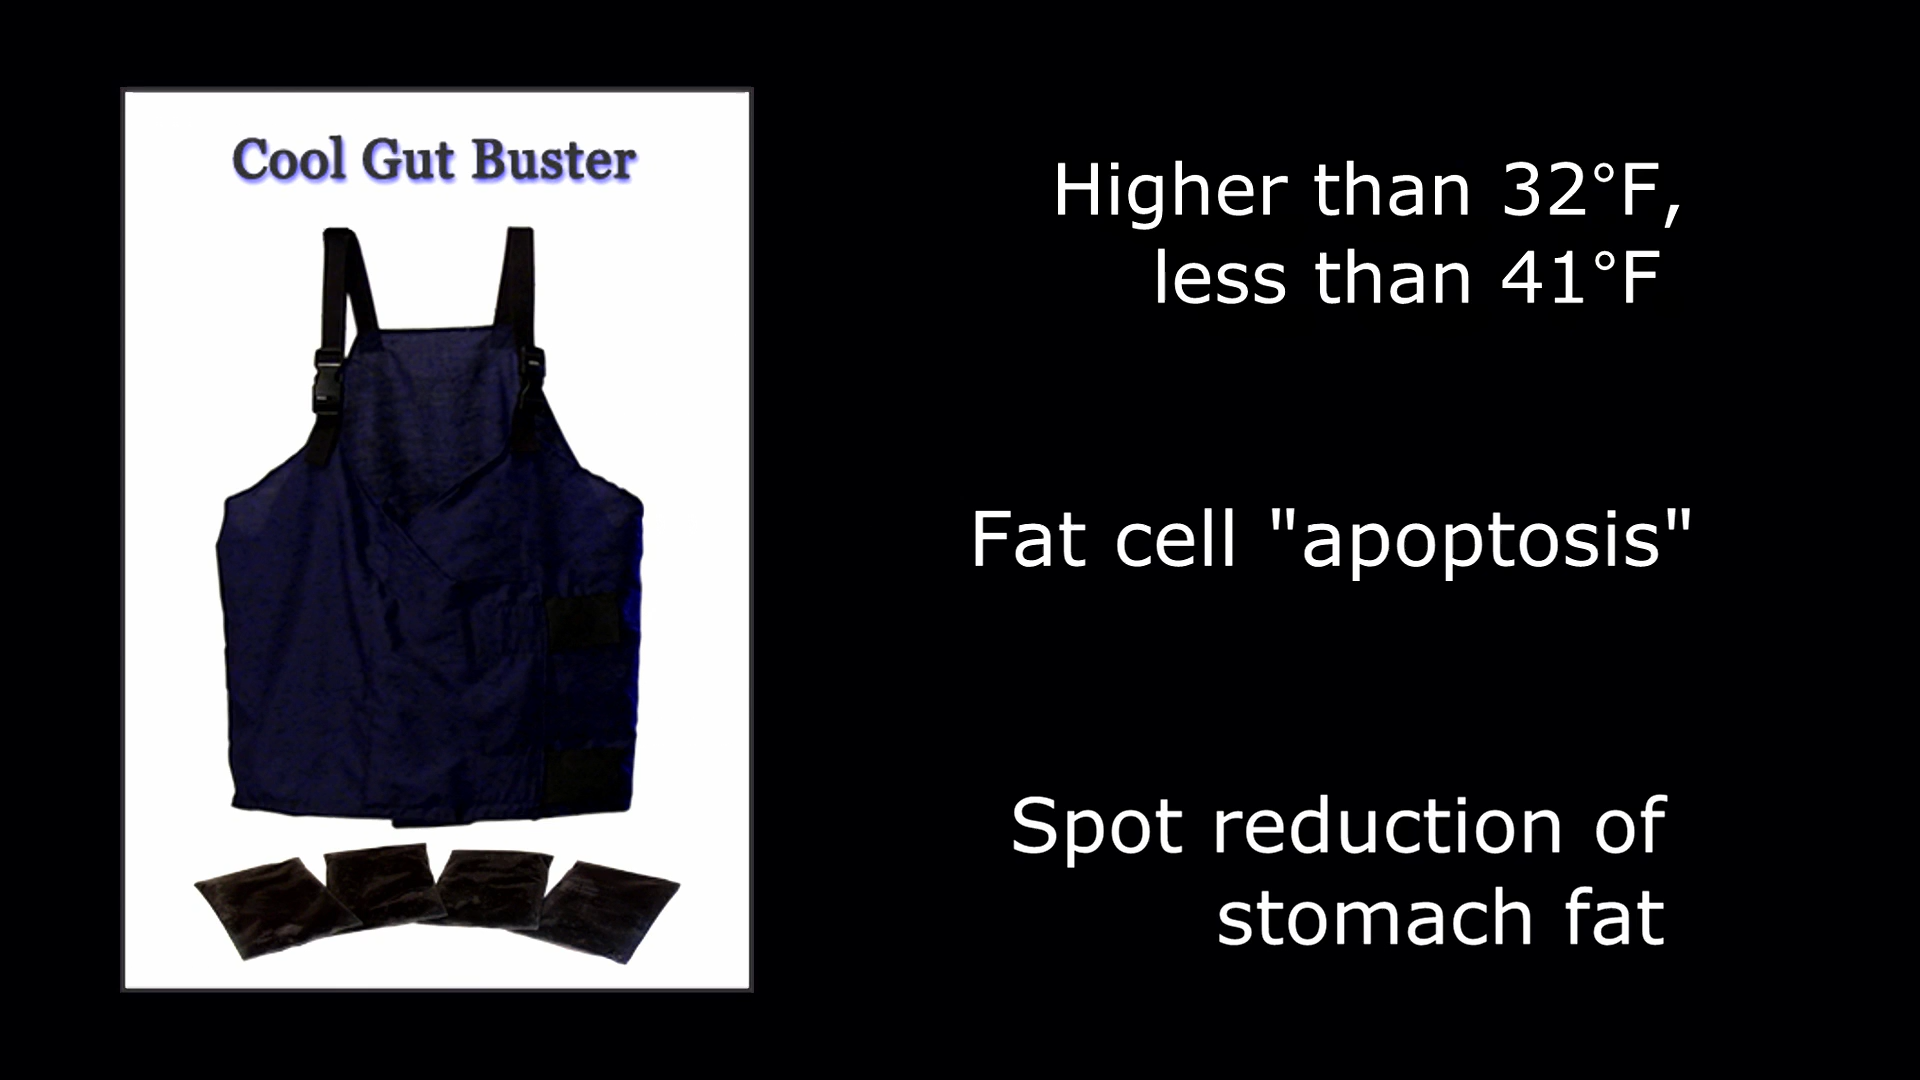 Cool Gut Buster
Higher than 32°F,
less than 41°F
Fat cell "apoptosis"
Spot reduction of
stomach fat